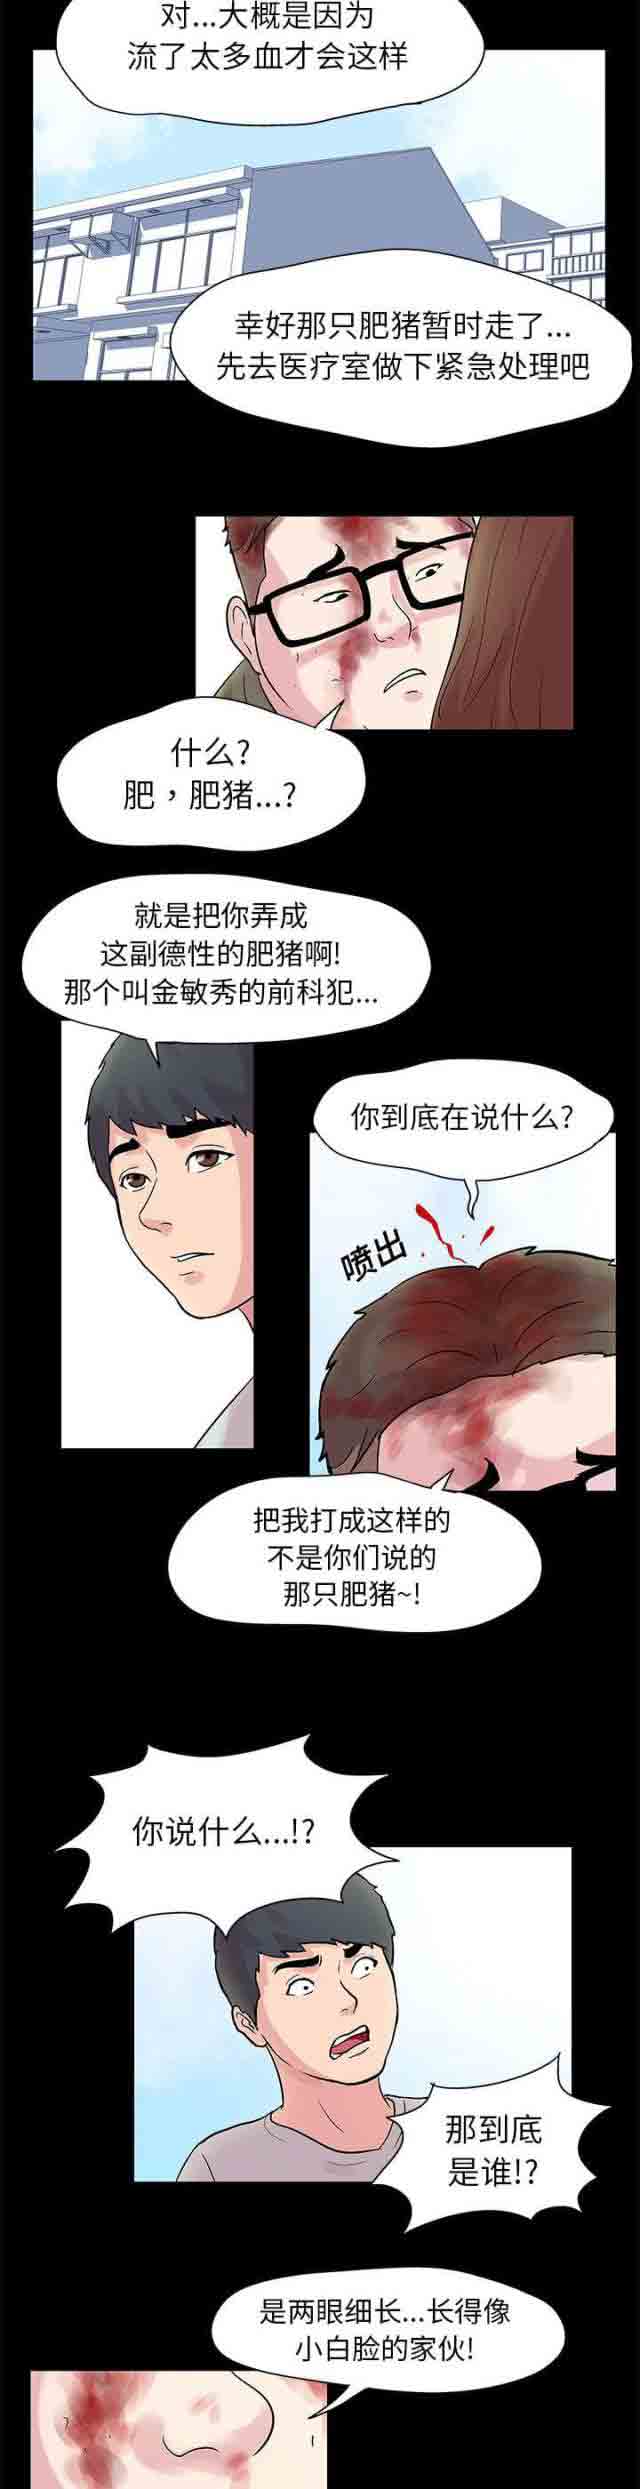 对...大概是因为
流了太多血才会这样
幸好那只肥猪暂时走了...
先去医疗室做下紧急处理吧
什么?
肥，肥猪...?
就是把你弄成
这副德性的肥猪啊!
那个叫金敏秀的前科犯...
你到底在说什么?
喷出
把我打成这样的
不是你们说的
那只肥猪~!
你说什么...!?
那到底
是谁!?
是两眼细长...长得像
小白脸的家伙!